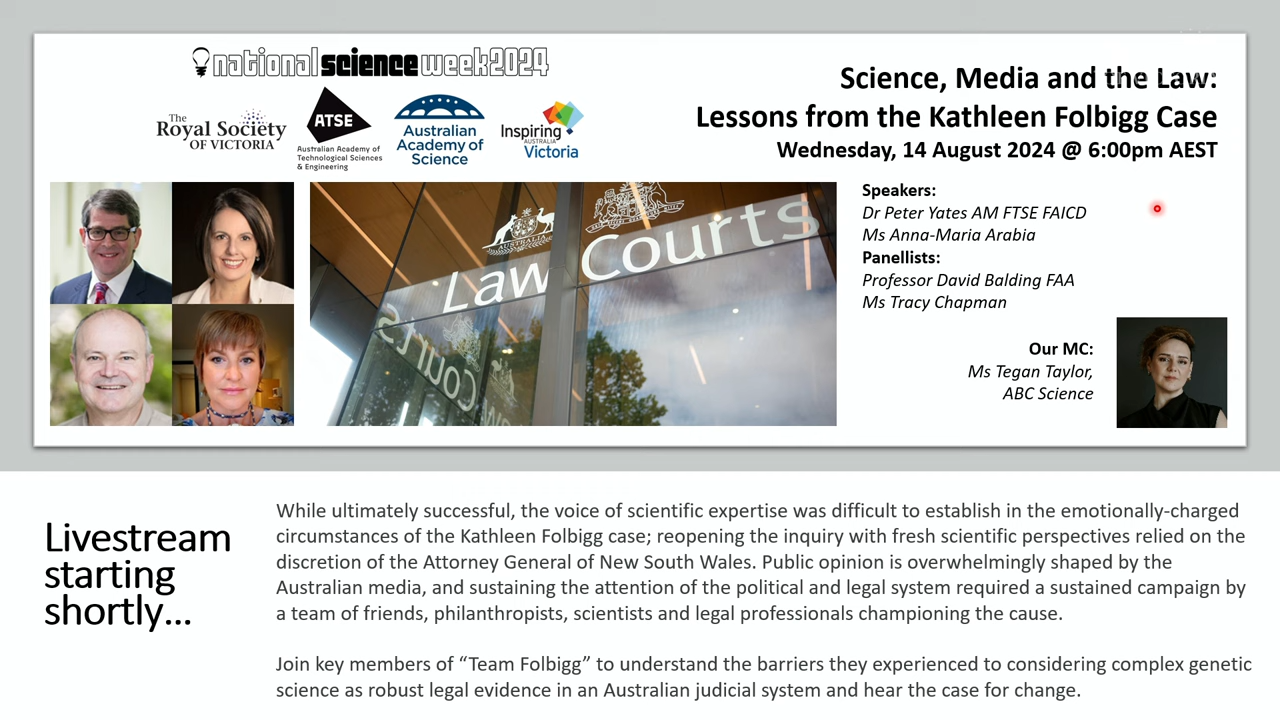 nationalscienceweek2024
The
Royal Society
OF VICTORIA
ATSE
Australian Academy of
Technological Sciences
& Engineering
Australian
Academy of
Science
Inspiring
AUSTRALIA
Victoria
Science, Media and the Law:
Lessons from the Kathleen Folbigg Case
Wednesday, 14 August 2024 @ 6:00pm AEST
AUSTRALIA
Law Courts
Courts
Speakers:
Dr Peter Yates AM FTSE FAICD
Ms Anna-Maria Arabia
Panellists:
Professor David Balding FAA
Ms Tracy Chapman
Our MC:
Ms Tegan Taylor,
ABC Science
Livestream
starting
shortly...
While ultimately successful, the voice of scientific expertise was difficult to establish in the emotionally-charged
circumstances of the Kathleen Folbigg case; reopening the inquiry with fresh scientific perspectives relied on the
discretion of the Attorney General of New South Wales. Public opinion is overwhelmingly shaped by the
Australian media, and sustaining the attention of the political and legal system required a sustained campaign by
a team of friends, philanthropists, scientists and legal professionals championing the cause.
Join key members of “Team Folbigg” to understand the barriers they experienced to considering complex genetic
science as robust legal evidence in an Australian judicial system and hear the case for change.